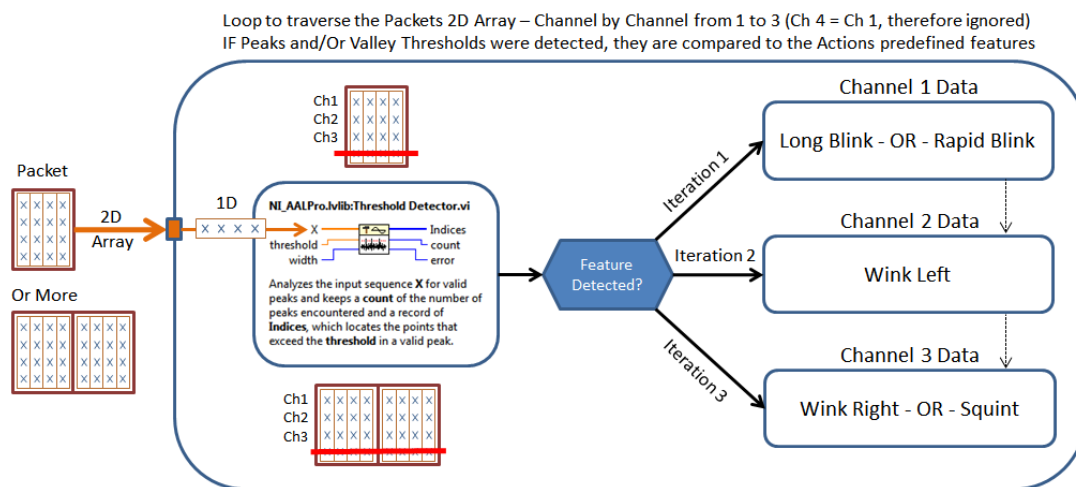 Loop to traverse the Packets 2D Array – Channel by Channel from 1 to 3 (Ch 4 = Ch 1, therefore ignored)
IF Peaks and/Or Valley Thresholds were detected, they are compared to the Actions predefined features
Packet
X X X X
X X X X
X X X X
X X X X
2D
Array
Or More
X X X X X X X X
X X X X X X X X
X X X X X X X X
X X X X X X X X
Ch1 X X X X
Ch2 X X X X
Ch3 X X X X
1D
X X X X
NI_AALPro.lvlib:Threshold Detector.vi
X Indices
threshold count
width error
Analyzes the input sequence X for valid
peaks and keeps a count of the number of
peaks encountered and a record of
Indices, which locates the points that
exceed the threshold in a valid peak.
Ch1 X X X X X X X X
Ch2 X X X X X X X X
Ch3 X X X X X X X X
Feature
Detected?
Iteration 1
Iteration 2
Iteration 3
Channel 1 Data
Long Blink - OR - Rapid Blink
Channel 2 Data
Wink Left
Channel 3 Data
Wink Right - OR - Squint